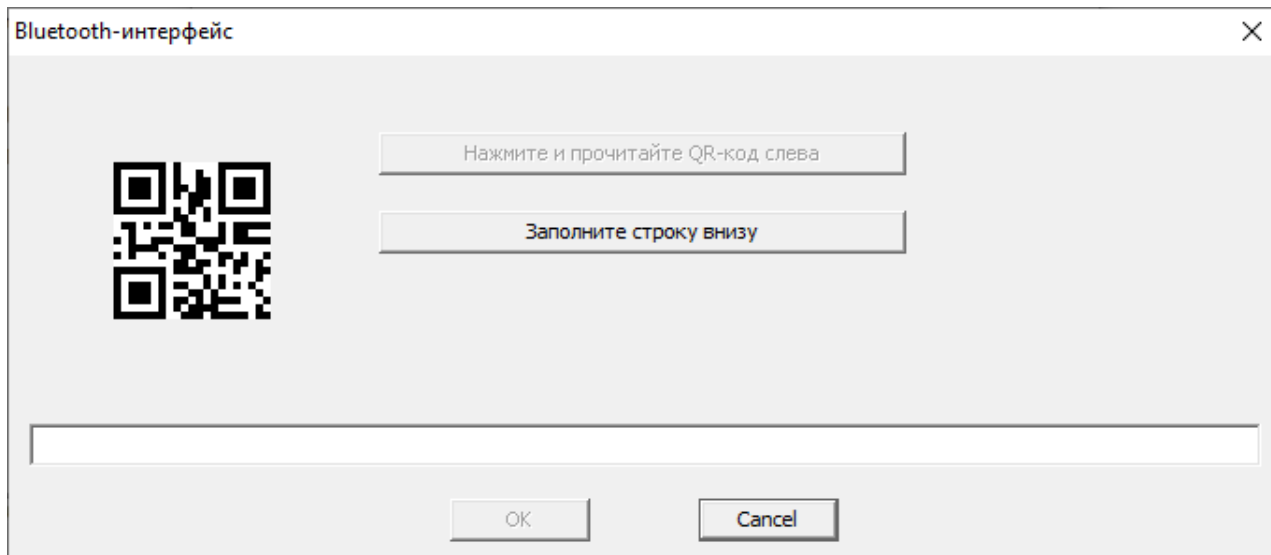 Bluetooth-интерфейс
Нажмите и прочитайте QR-код слева
Заполните строку внизу
OK
Cancel